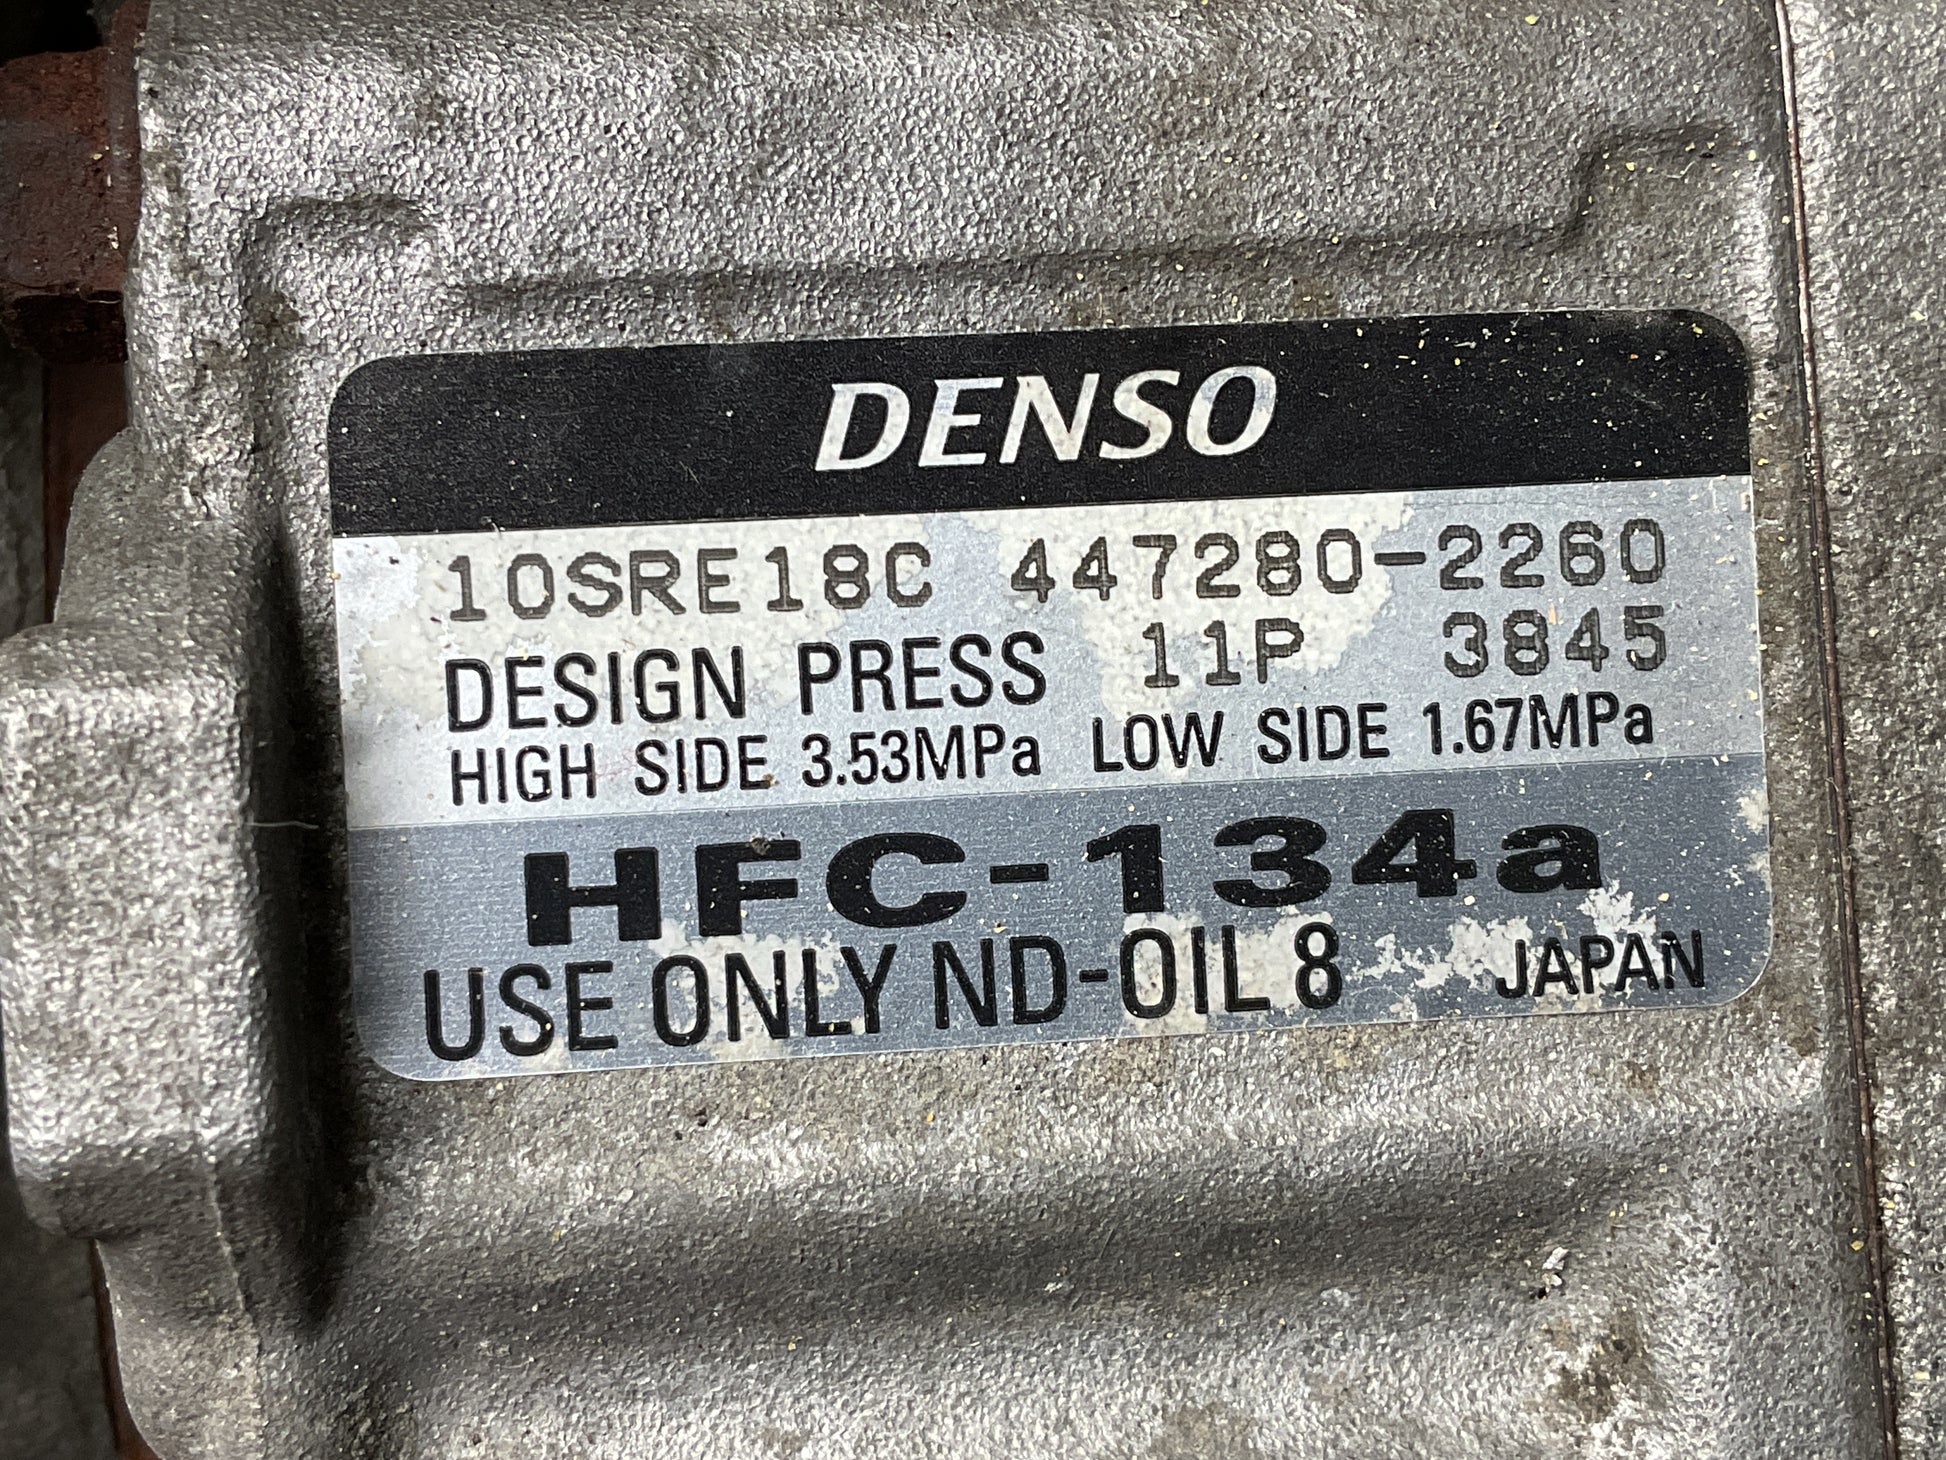 DENSO
10SRE18C 447280-2260
DESIGN PRESS 11P 3845
HIGH SIDE 3.53MPa LOW SIDE 1.67MPa
HFC-134a
USE ONLY ND-OIL 8 JAPAN